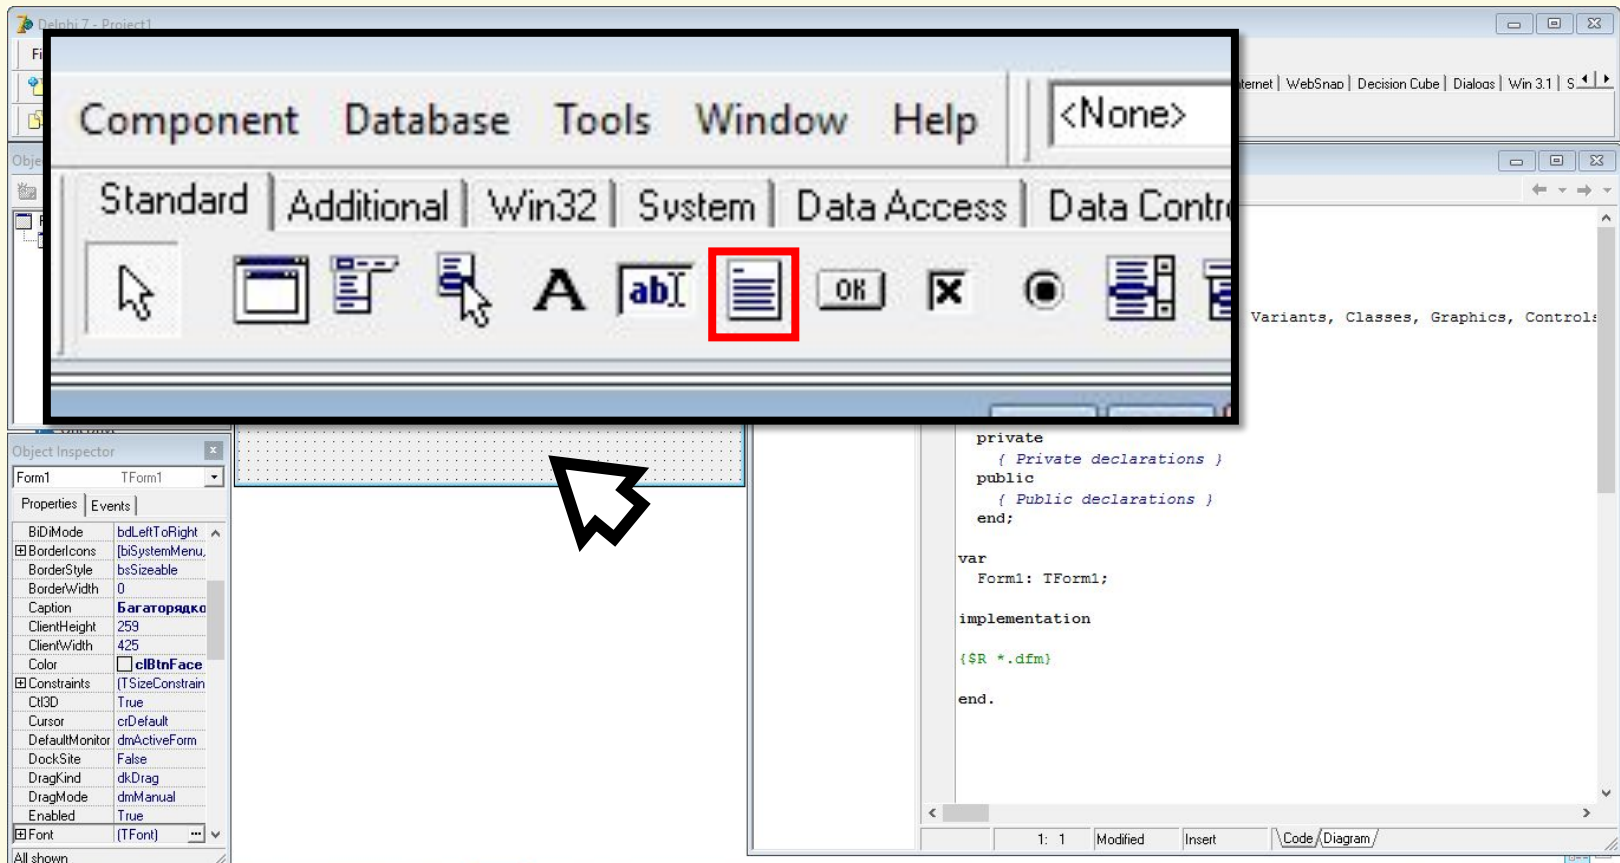 Delphi 7 - Project1
Component Database Tools Window Help <None>
Standard Additional Win32 System Data Access Data Contr
WebSnap Decision Cube Dialogs Win 3.1 S
A ab OK
Variants, Classes, Graphics, Controls
private
{ Private declarations }
public
{ Public declarations }
end;
var
Form1: TForm1;
implementation
{$R *.dfm}
end.
1: 1 Modified Insert Code Diagram
Object Inspector
Form1 TForm1
Properties Events
BiDiMode bdLeftToRight
BorderIcons [biSystemMenu,
BorderStyle bsSizeable
BorderWidth 0
Caption Багаторядко
ClientHeight 259
ClientWidth 425
Color clBtnFace
Constraints (TSizeConstrain
Ctl3D True
Cursor crDefault
DefaultMonitor dmActiveForm
DockSite False
DragKind dkDrag
DragMode dmManual
Enabled True
Font (TFont) ...
All shown